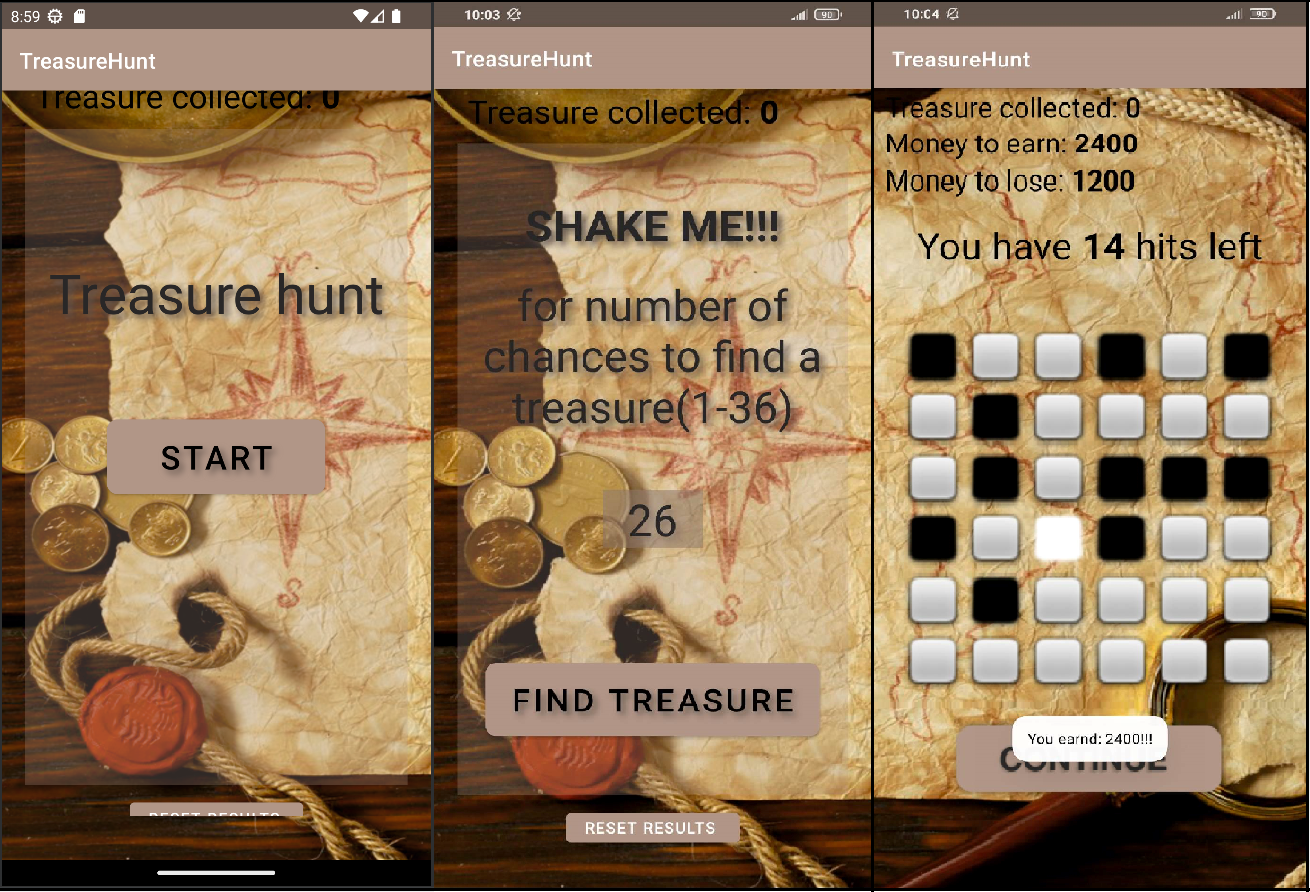 8:59
TreasureHunt
Treasure collected: 0
Treasure hunt
START
RESET RESULTS
10:03
90
TreasureHunt
Treasure collected: 0
SHAKE ME!!!
for number of
chances to find a
treasure(1-36)
26
FIND TREASURE
RESET RESULTS
10:04
90
TreasureHunt
Treasure collected: 0
Money to earn: 2400
Money to lose: 1200
You have 14 hits left
You earnd: 2400!!!
CONTINUE